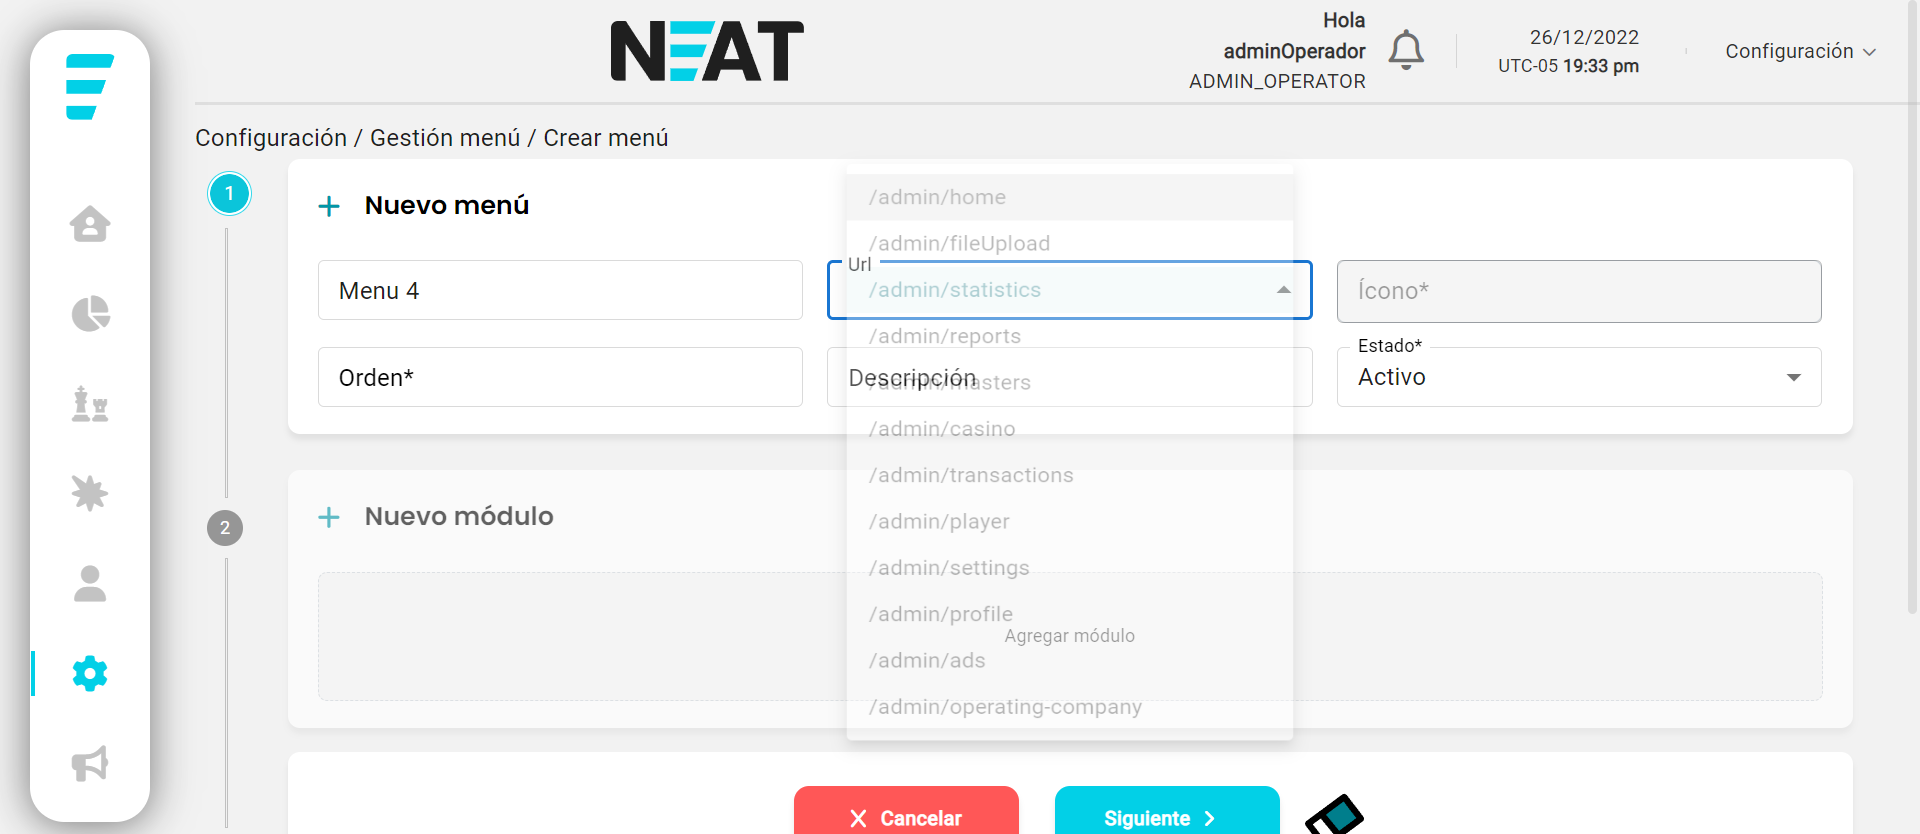 NEAT
Hola
adminOperador
ADMIN_OPERATOR
26/12/2022
UTC-05 19:33 pm
Configuración
Configuración / Gestión menú / Crear menú
1
Nuevo menú
Menu 4
Url
/admin/home
/admin/fileUpload
/admin/statistics
/admin/reports
/admin/masters
/admin/casino
/admin/transactions
/admin/player
/admin/settings
/admin/profile
/admin/ads
/admin/operating-company
Ícono*
Orden*
Descripción
Estado*
Activo
2
Nuevo módulo
Agregar módulo
Cancelar
Siguiente